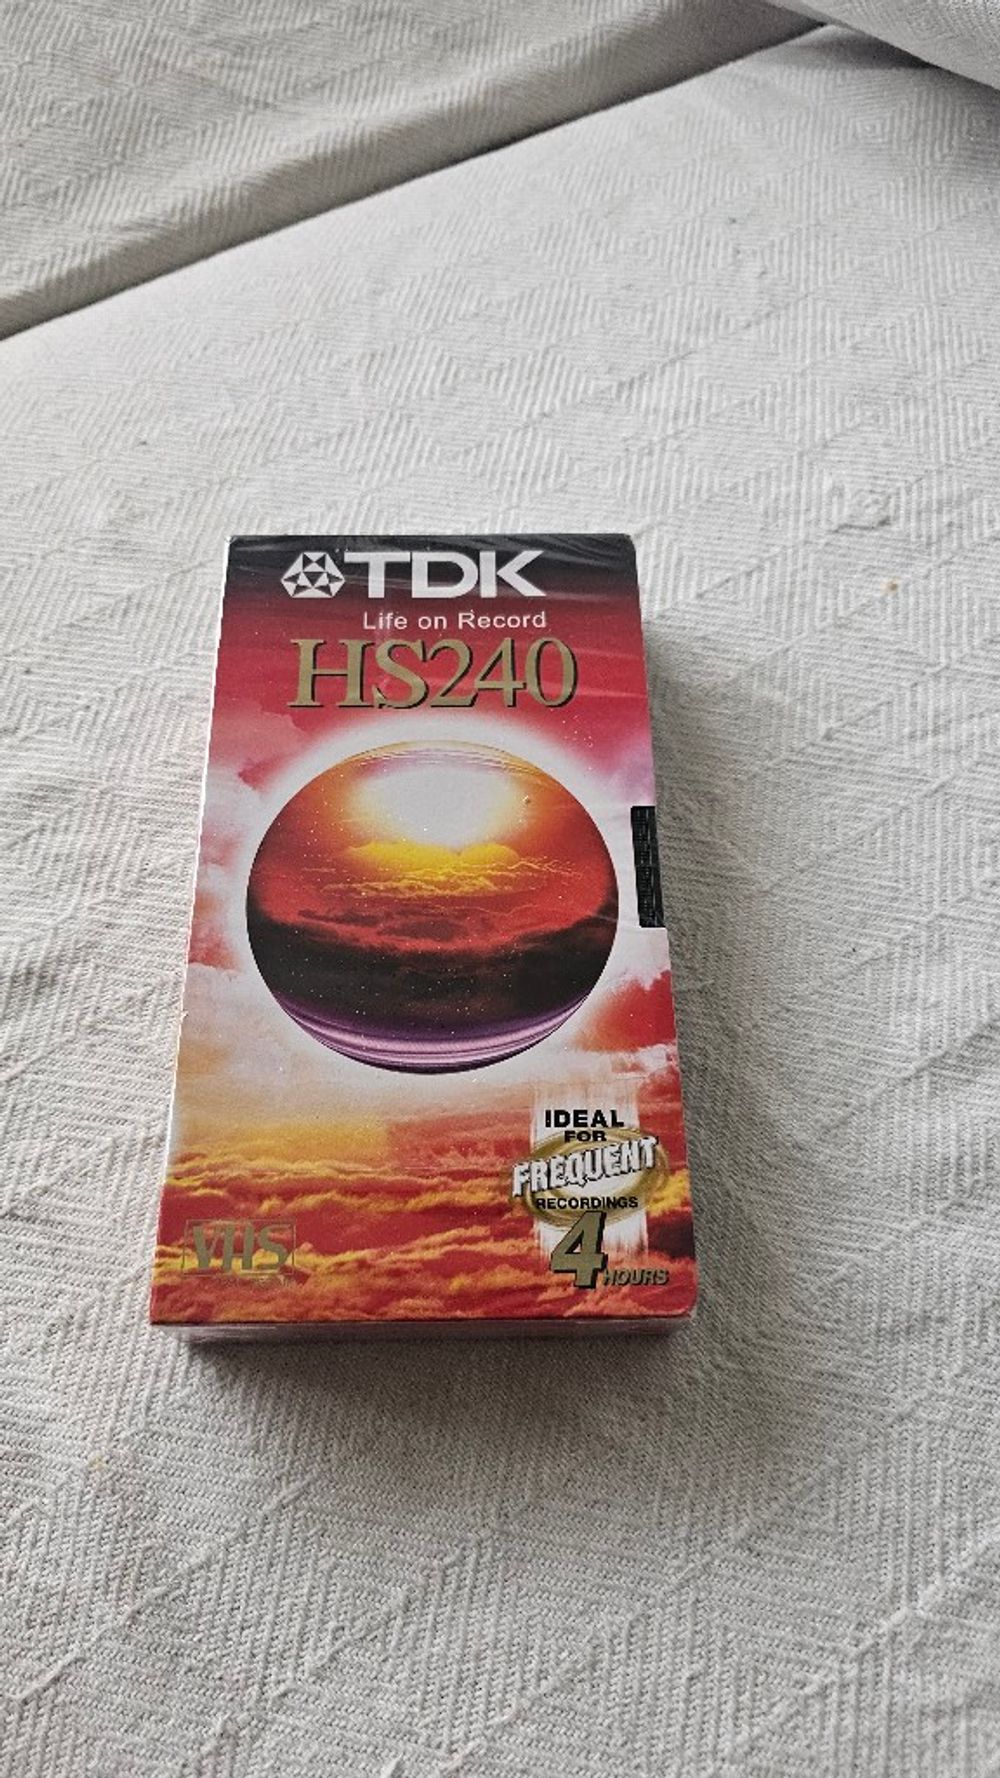 TDK
Life on Record
HS240
IDEAL
FOR
FREQUENT
RECORDINGS
4 HOURS
VHS